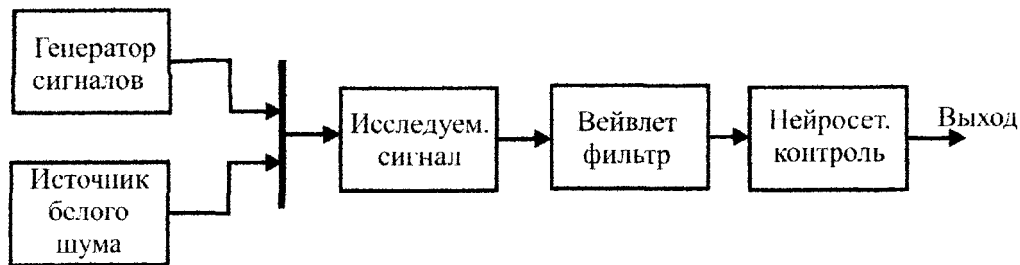 Генератор
сигналов
Источник
белого
шума
Исследуем.
сигнал
Вейвлет
фильтр
Нейросет.
контроль
Выход